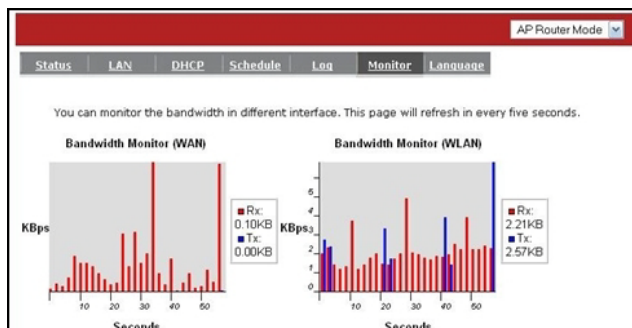 AP Router Mode
Status LAN DHCP Schedule Log Monitor Language
You can monitor the bandwidth in different interface. This page will refresh in every five seconds.
Bandwidth Monitor (WAN)
KBps
10 20 30 40 50
Seconds
Rx:
0.10KB
Tx:
0.00KB
Bandwidth Monitor (WLAN)
KBps
5
4
3
2
1
0
10 20 30 40 50
Seconds
Rx:
2.21KB
Tx:
2.57KB